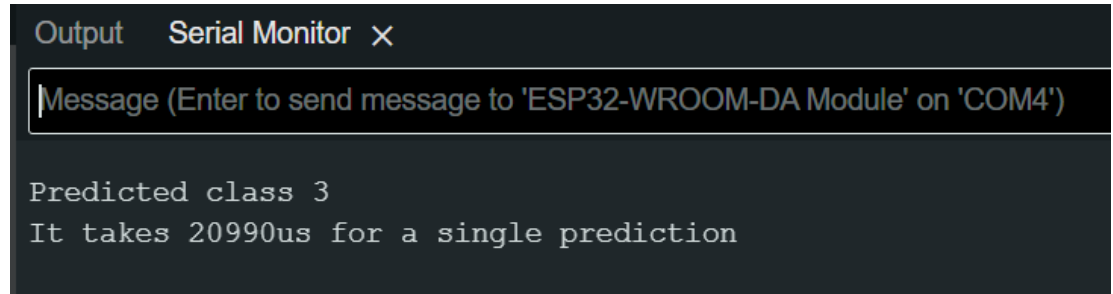 Output Serial Monitor ×
Message (Enter to send message to 'ESP32-WROOM-DA Module' on 'COM4')
Predicted class 3
It takes 20990us for a single prediction